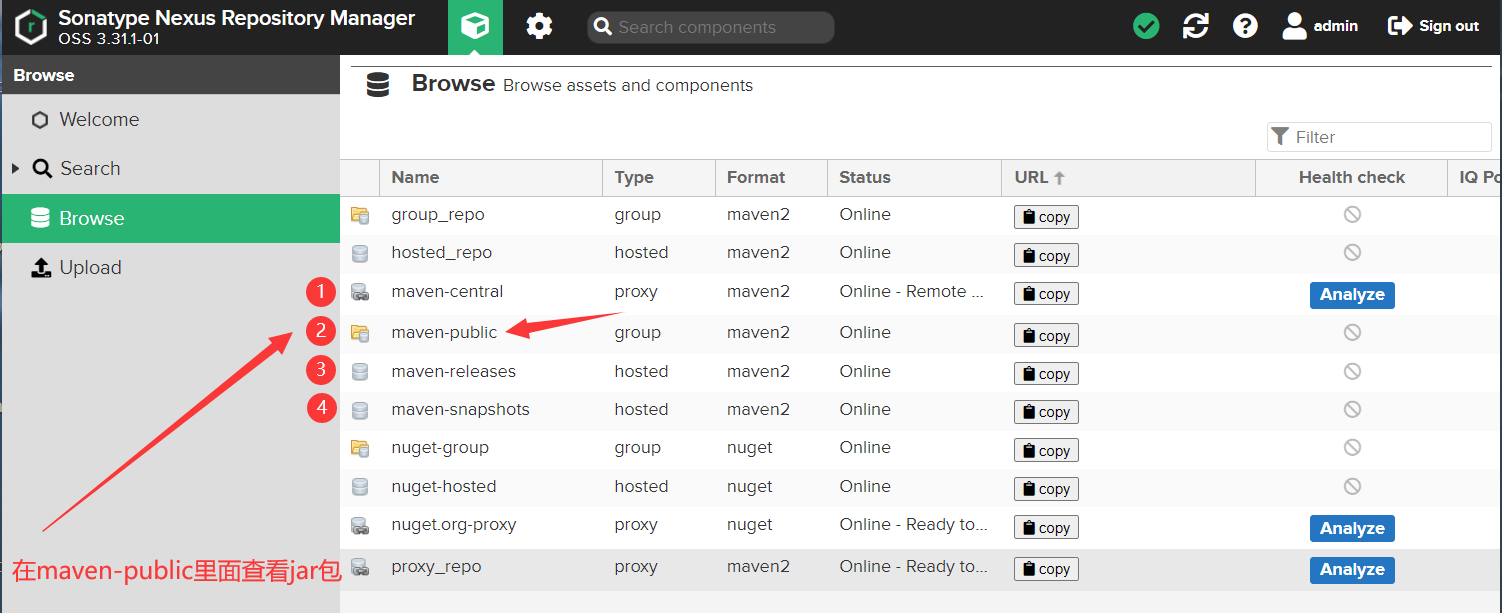 Sonatype Nexus Repository Manager
OSS 3.31.1-01
Search components
admin
Sign out
Browse
Welcome
Search
Browse
Upload
Browse Browse assets and components
Filter
Name Type Format Status URL Health check IQ Po
group_repo group maven2 Online copy
hosted_repo hosted maven2 Online copy
1 maven-central proxy maven2 Online - Remote ... copy Analyze
2 maven-public group maven2 Online copy
3 maven-releases hosted maven2 Online copy
4 maven-snapshots hosted maven2 Online copy
nuget-group group nuget Online copy
nuget-hosted hosted nuget Online copy
nuget.org-proxy proxy nuget Online - Ready to... copy Analyze
proxy_repo proxy maven2 Online - Ready to... copy Analyze
在maven-public里面查看jar包